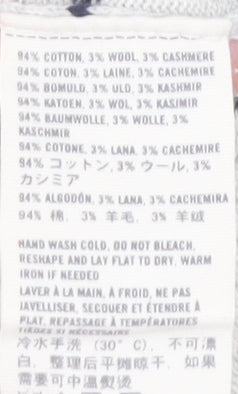 94% COTTON, 3% WOOL, 3% CASHMERE
94% COTON, 3% LAINE, 3% CACHEMIRE
94% BOMULD, 3% ULD, 3% KASHMIR
94% KATOEN, 3% WOL, 3% KASJMIR
94% BAUMWOLLE, 3% WOLLE, 3%
KASCHMIR
94% COTONE, 3% LANA, 3% CACHEMIRE
94% コットン, 3% ウール, 3%
カシミア
94% ALGODÓN, 3% LANA, 3% CACHEMIRA
94% 棉, 3% 羊毛, 3% 羊绒
HAND WASH COLD, DO NOT BLEACH,
RESHAPE AND LAY FLAT TO DRY, WARM
IRON IF NEEDED
LAVER À LA MAIN, À FROID, NE PAS
JAVELLISER, SECOUER ET ÉTENDRE À
PLAT, REPASSAGE À TEMPÉRATURES
TIÈDES SI NÉCESSAIRE
冷水手洗 (30° C), 不可漂
白, 整理后平摊晾干, 如果
需要可中温熨烫